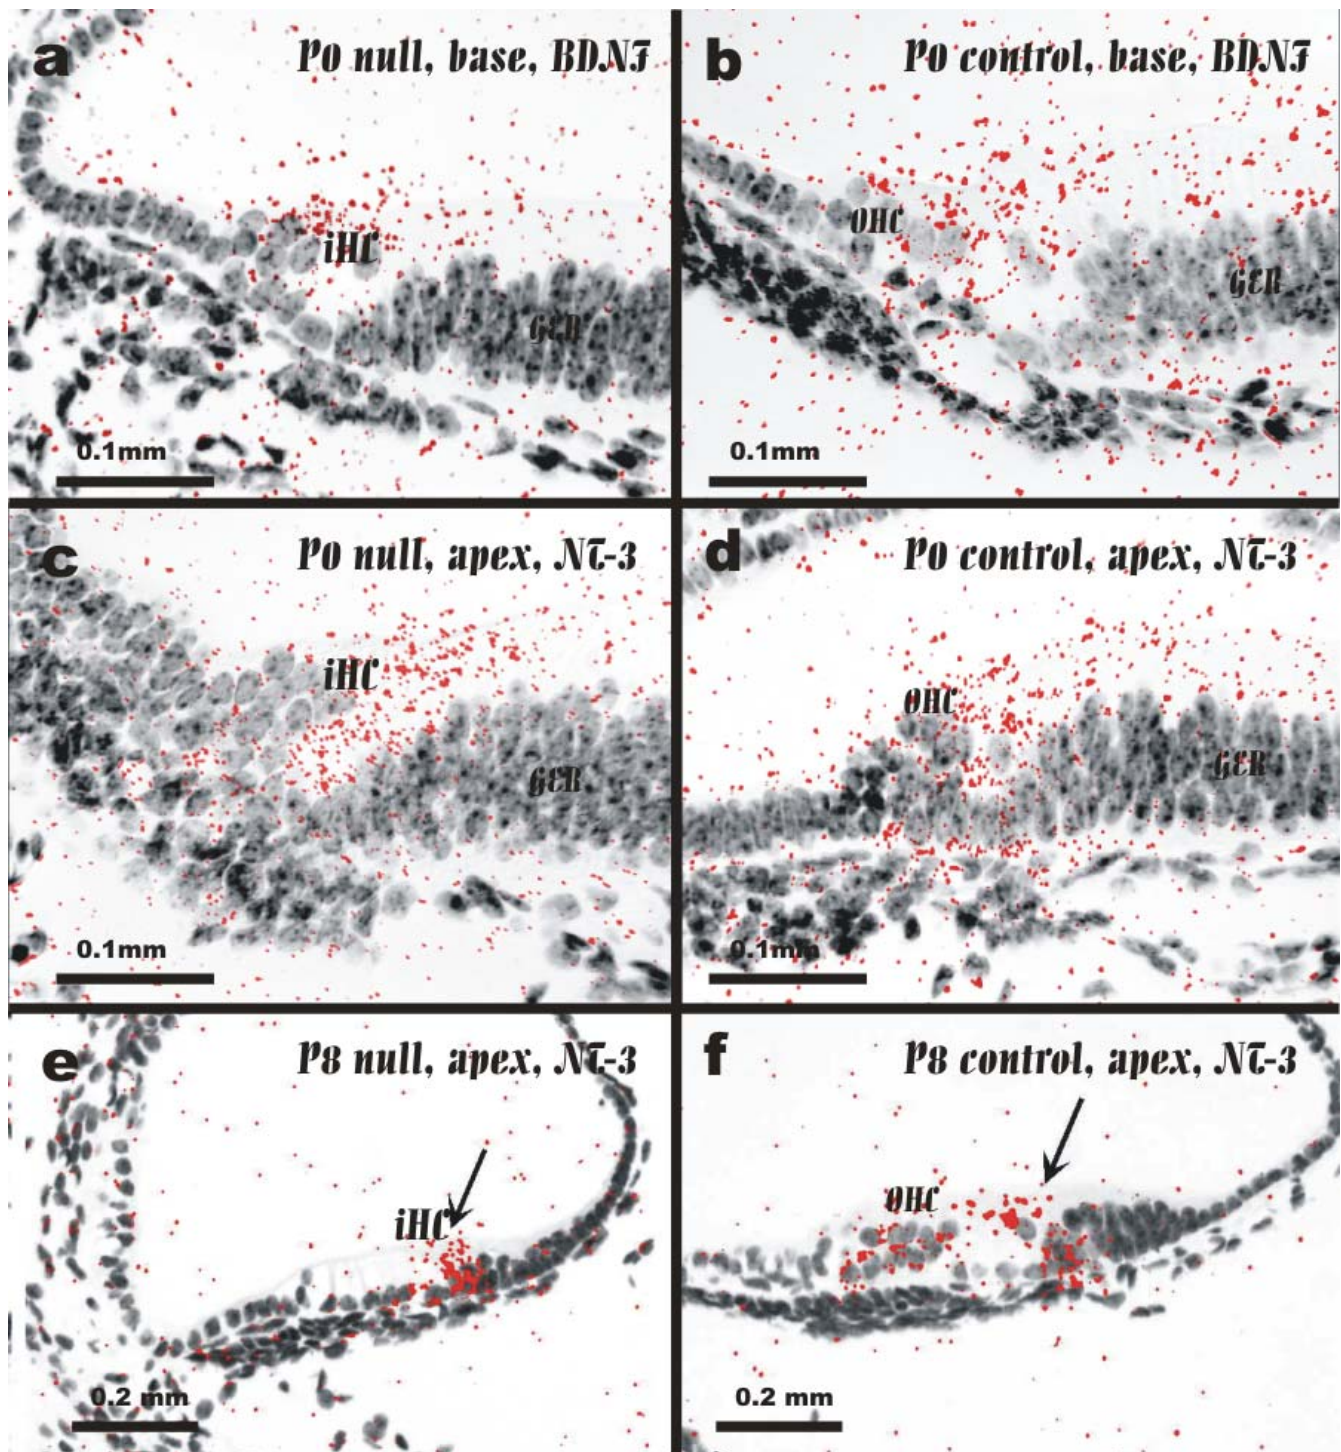 a
P0 null, base, BDNF
iHC
GER
0.1mm
b
P0 control, base, BDNF
OHC
GER
0.1mm
c
P0 null, apex, NT-3
iHC
GER
0.1mm
d
P0 control, apex, NT-3
OHC
GER
0.1mm
e
P8 null, apex, NT-3
iHC
0.2 mm
f
P8 control, apex, NT-3
OHC
0.2 mm